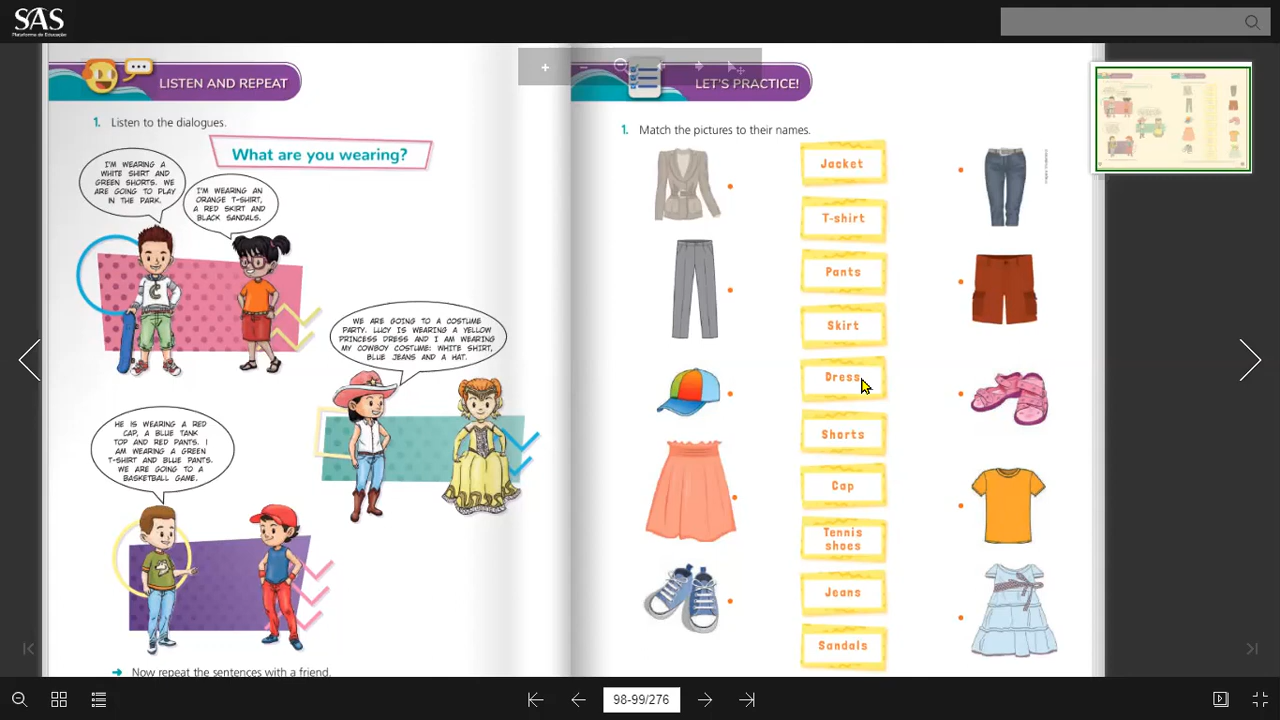 SAS
Plataforma de Educação
LISTEN AND REPEAT
1. Listen to the dialogues.
What are you wearing?
I'M WEARING A
WHITE SHIRT AND
GREEN SHORTS. WE
ARE GOING TO PLAY
IN THE PARK.
I'M WEARING AN
ORANGE T-SHIRT,
A RED SKIRT AND
BLACK SANDALS.
WE ARE GOING TO A COSTUME
PARTY. LUCY IS WEARING A YELLOW
PRINCESS DRESS AND I AM WEARING
MY COWBOY COSTUME: WHITE SHIRT,
BLUE JEANS AND A HAT.
HE IS WEARING A RED
CAP, A BLUE TANK
TOP AND RED PANTS. I
AM WEARING A GREEN
T-SHIRT AND BLUE PANTS.
WE ARE GOING TO A
BASKETBALL GAME.
C
➜ Now repeat the sentences with a friend.
LET'S PRACTICE!
1. Match the pictures to their names.
Jacket
T-shirt
Pants
Skirt
Dress
Shorts
Cap
Tennis
shoes
Jeans
Sandals
98-99/276